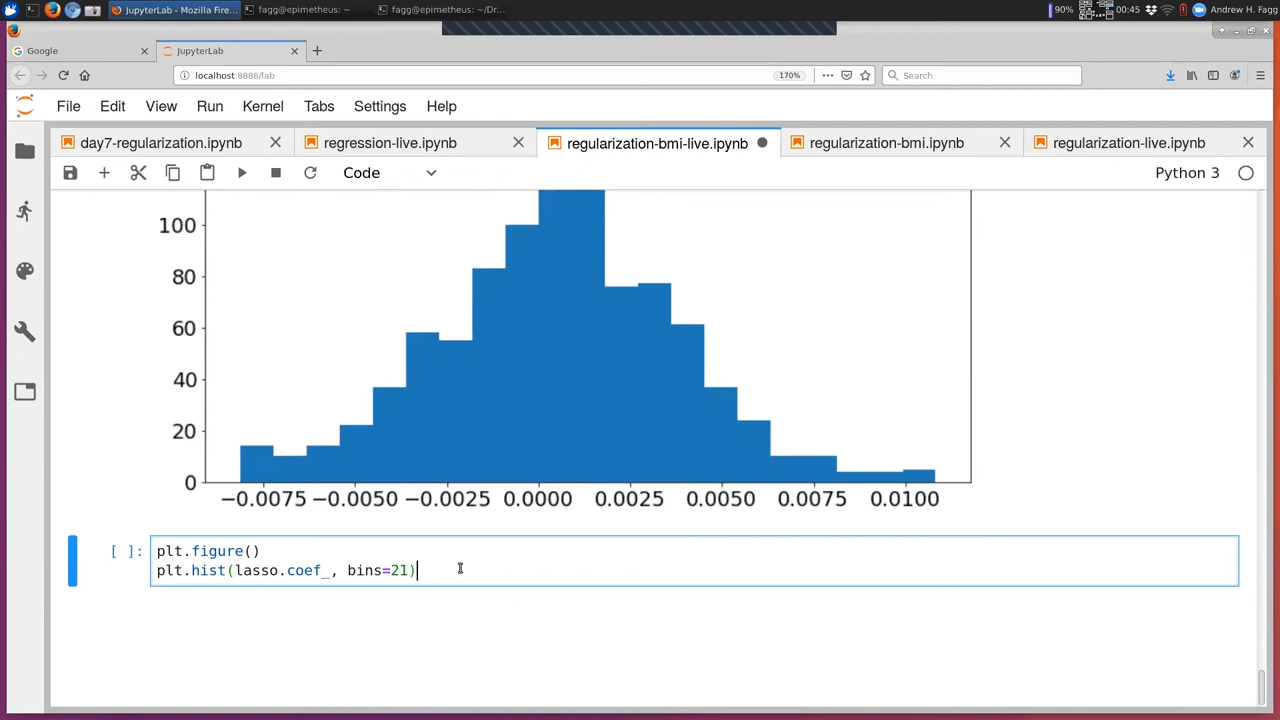 JupyterLab - Mozilla Fire...
fagg@epimetheus: ~
fagg@epimetheus: ~/Dr...
90%
00:45
Andrew H. Fagg
Google
JupyterLab
localhost:8888/lab
170%
Search
File Edit View Run Kernel Tabs Settings Help
day7-regularization.ipynb
regression-live.ipynb
regularization-bmi-live.ipynb
regularization-bmi.ipynb
regularization-live.ipynb
Code
Python 3
100
80
60
40
20
0
−0.0075 −0.0050 −0.0025 0.0000 0.0025 0.0050 0.0075 0.0100
[ ]: plt.figure()
plt.hist(lasso.coef_, bins=21)